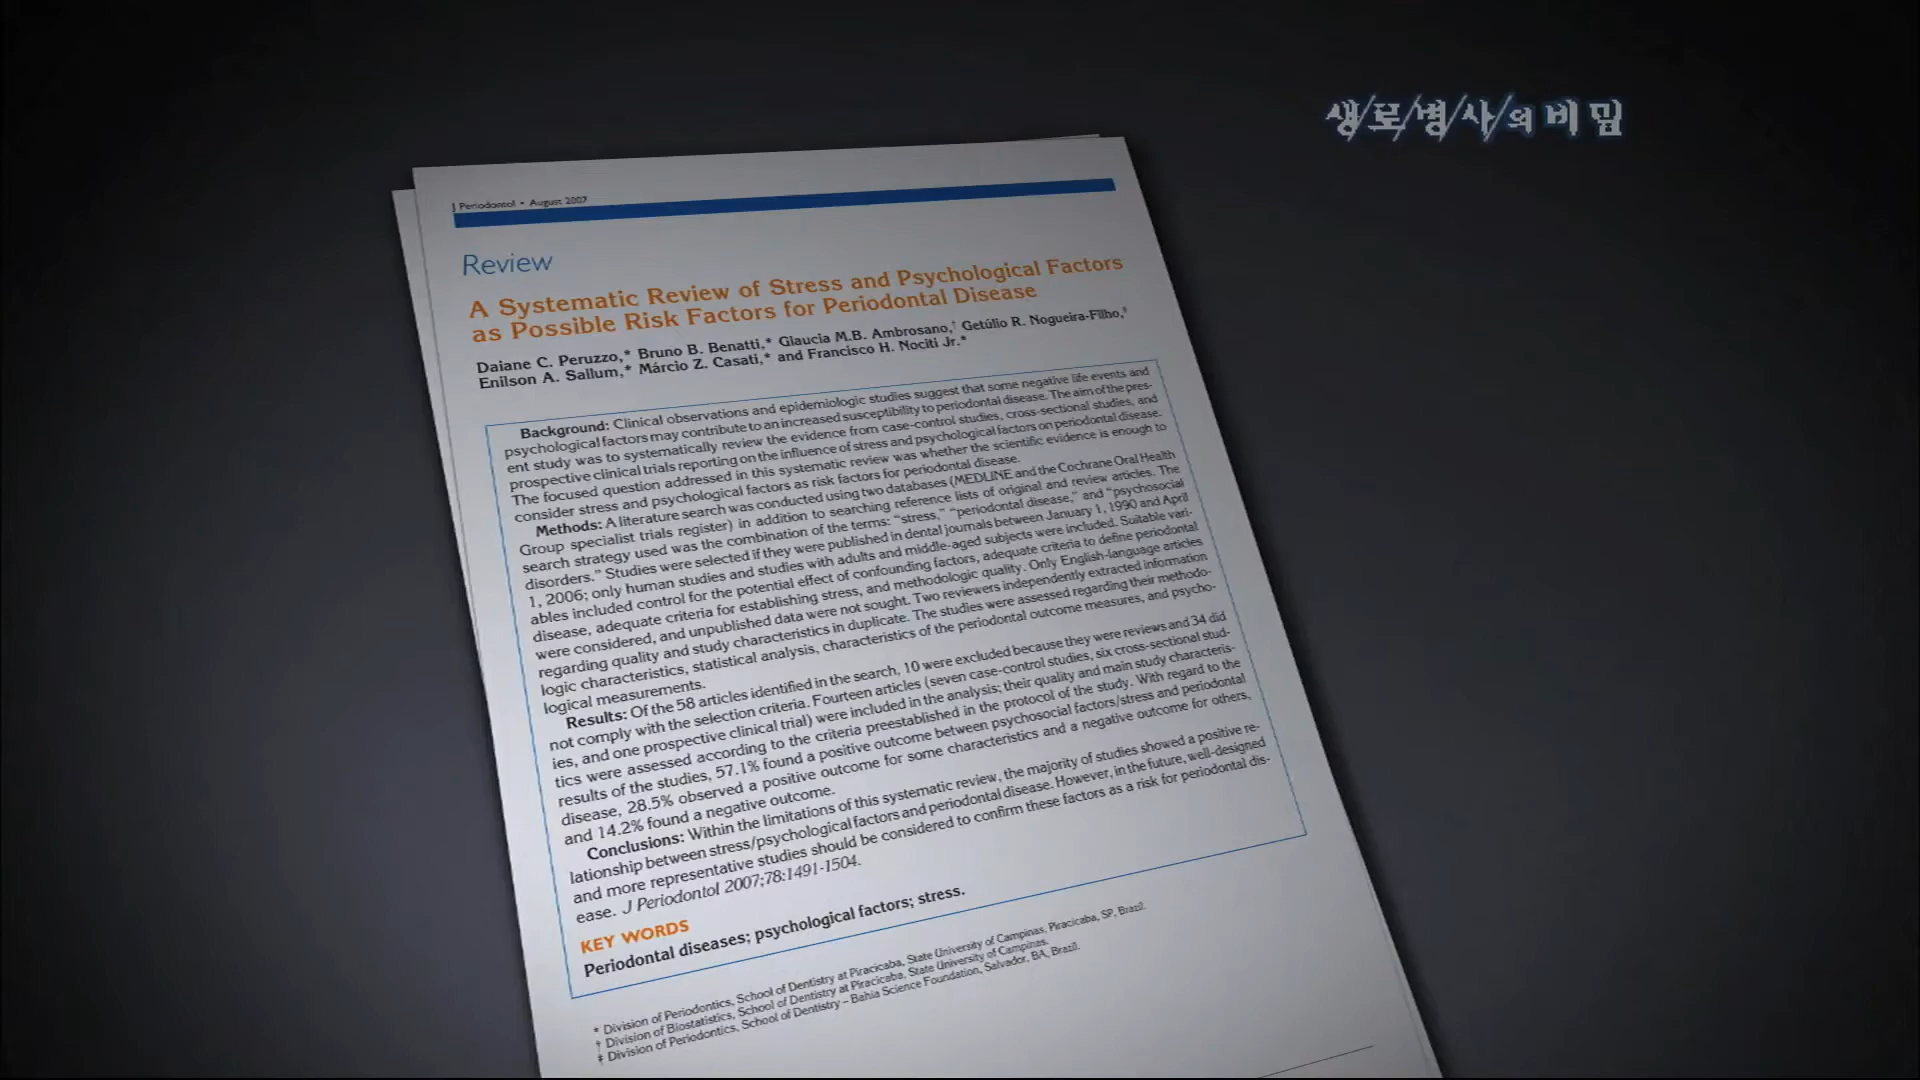 생/로/병/사의 비밀
J Periodontol • August 2007
Review
A Systematic Review of Stress and Psychological Factors
as Possible Risk Factors for Periodontal Disease
Daiane C. Peruzzo,* Bruno B. Benatti,* Glaucia M.B. Ambrosano,† Getúlio R. Nogueira-Filho,‡
Enilson A. Sallum,* Márcio Z. Casati,* and Francisco H. Nociti Jr.*
Background: Clinical observations and epidemiologic studies suggest that some negative life events and
psychological factors may contribute to an increased susceptibility to periodontal disease. The aim of the pres-
ent study was to systematically review the evidence from case-control studies, cross-sectional studies, and
prospective clinical trials reporting on the influence of stress and psychological factors on periodontal disease.
The focused question addressed in this systematic review was whether the scientific evidence is enough to
consider stress and psychological factors as risk factors for periodontal disease.
Methods: A literature search was conducted using two databases (MEDLINE and the Cochrane Oral Health
Group specialist trials register) in addition to searching reference lists of original and review articles. The
search strategy used was the combination of the terms: “stress,” “periodontal disease,” and “psychosocial
disorders.” Studies were selected if they were published in dental journals between January 1, 1990 and April
1, 2006; only human studies and studies with adults and middle-aged subjects were included. Suitable vari-
ables included control for the potential effect of confounding factors, adequate criteria to define periodontal
disease, adequate criteria for establishing stress, and methodologic quality. Only English-language articles
were considered, and unpublished data were not sought. Two reviewers independently extracted information
regarding quality and study characteristics in duplicate. The studies were assessed regarding their methodo-
logic characteristics, statistical analysis, characteristics of the periodontal outcome measures, and psycho-
logical measurements.
Results: Of the 58 articles identified in the search, 10 were excluded because they were reviews and 34 did
not comply with the selection criteria. Fourteen articles (seven case-control studies, six cross-sectional stud-
ies, and one prospective clinical trial) were included in the analysis; their quality and main study characteris-
tics were assessed according to the criteria preestablished in the protocol of the study. With regard to the
results of the studies, 57.1% found a positive outcome between psychosocial factors/stress and periodontal
disease, 28.5% observed a positive outcome for some characteristics and a negative outcome for others,
and 14.2% found a negative outcome.
Conclusions: Within the limitations of this systematic review, the majority of studies showed a positive re-
lationship between stress/psychological factors and periodontal disease. However, in the future, well-designed
and more representative studies should be considered to confirm these factors as a risk for periodontal dis-
ease. J Periodontol 2007;78:1491-1504.
KEY WORDS
Periodontal diseases; psychological factors; stress.
* Division of Periodontics, School of Dentistry at Piracicaba, State University of Campinas, Piracicaba, SP, Brazil.
† Division of Biostatistics, School of Dentistry at Piracicaba, State University of Campinas.
‡ Division of Periodontics, School of Dentistry – Bahia Science Foundation, Salvador, BA, Brazil.